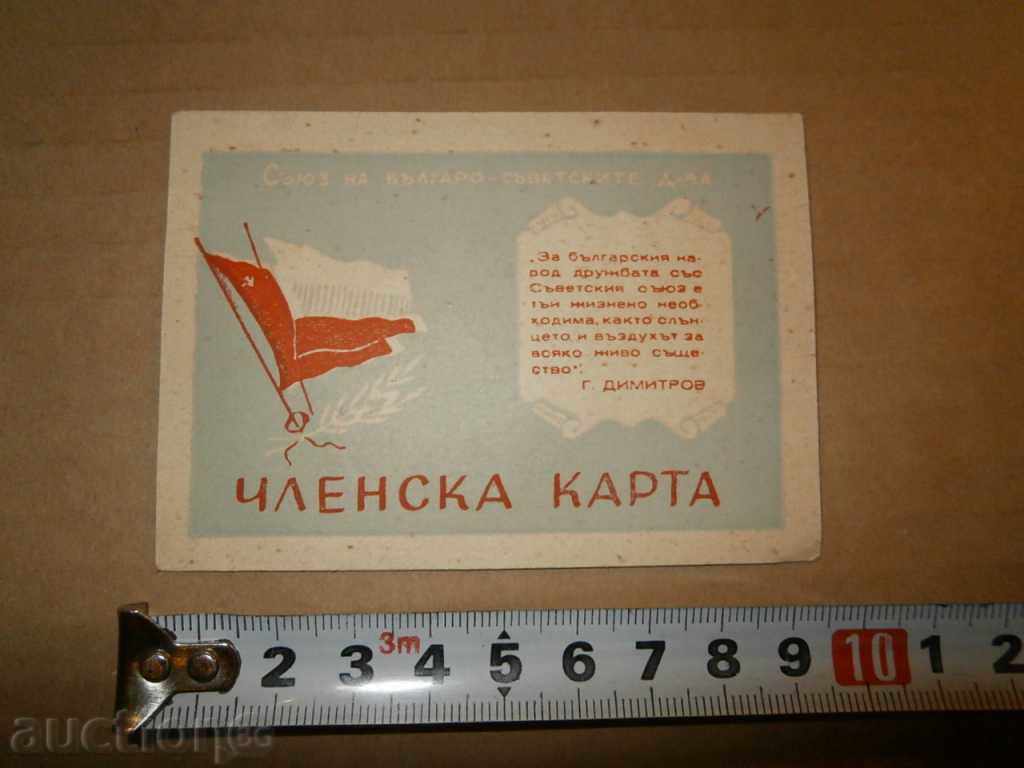 Съюз на българо-съветските д-ва
„За българския на-
род дружбата със
Съветския съюз е
тъй жизнено необ-
ходима, както слън-
цето и въздухът за
всяко живо съще-
ство“.
Г. ДИМИТРОВ
ЧЛЕНСКА КАРТА
2 3 3m 4 5 6 7 8 9 10 1 2
auction.bg